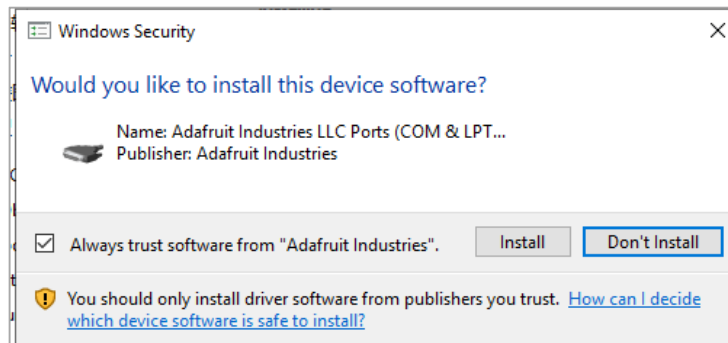 Windows Security
Would you like to install this device software?
Name: Adafruit Industries LLC Ports (COM & LPT...
Publisher: Adafruit Industries
Always trust software from "Adafruit Industries".
Install
Don't Install
You should only install driver software from publishers you trust. How can I decide
which device software is safe to install?